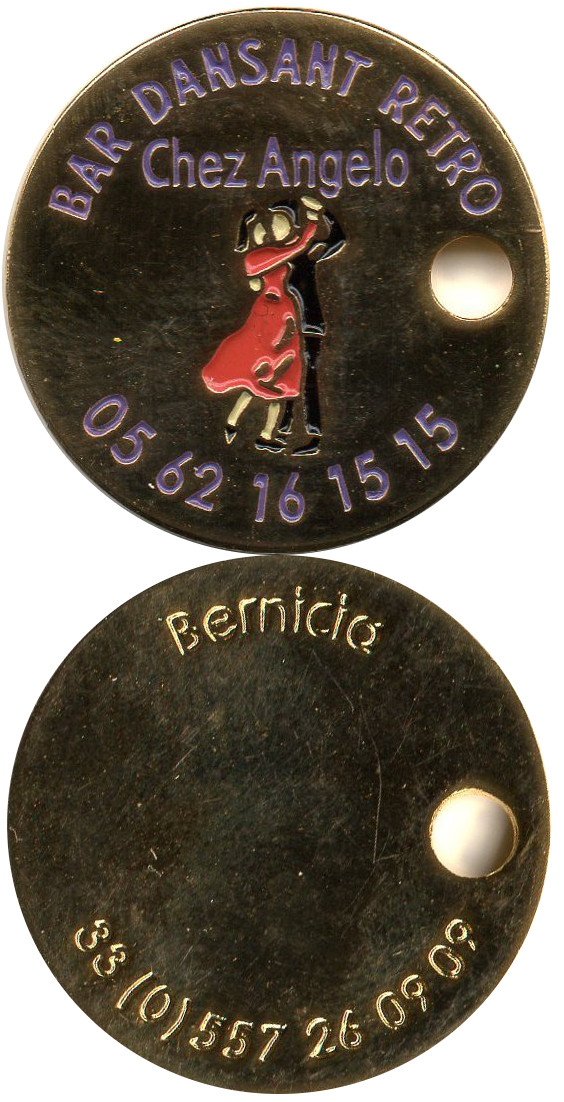 BAR DANSANT RETRO
Chez Angelo
05 62 16 15 15
Bernicia
33 (0) 557 26 09 09